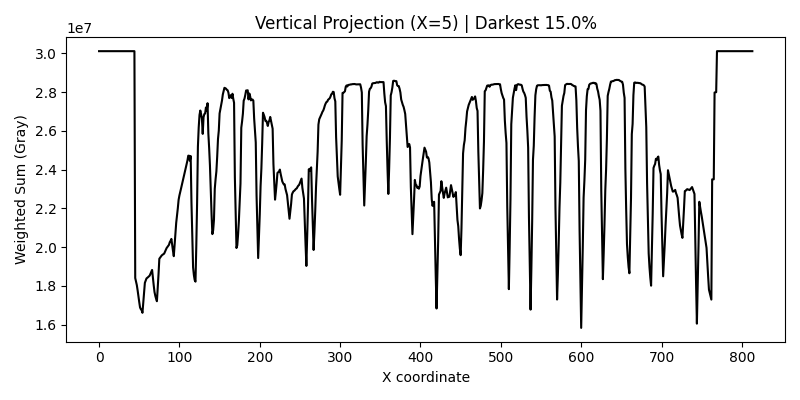 Vertical Projection (X=5) | Darkest 15.0%
1e7
3.0
2.8
2.6
2.4
2.2
2.0
1.8
1.6
Weighted Sum (Gray)
0 100 200 300 400 500 600 700 800
X coordinate